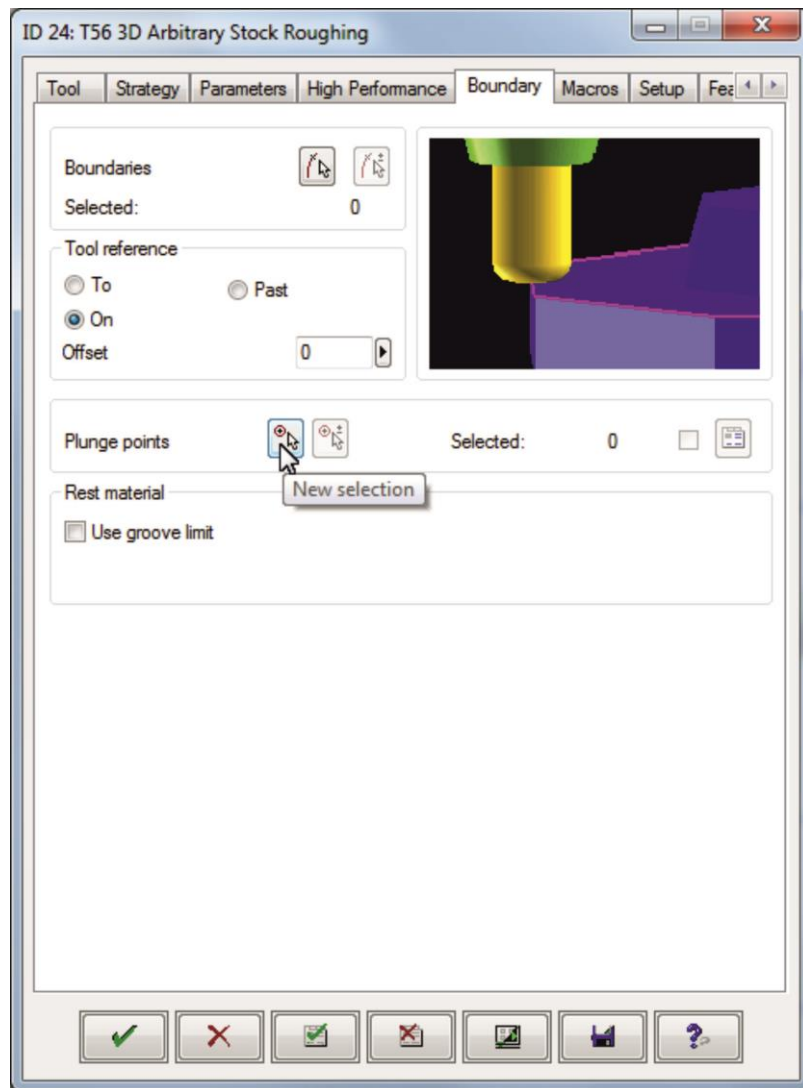 ID 24: T56 3D Arbitrary Stock Roughing
Tool Strategy Parameters High Performance Boundary Macros Setup Fea
Boundaries
Selected: 0
Tool reference
To Past
On
Offset 0
Plunge points Selected: 0
New selection
Rest material
Use groove limit